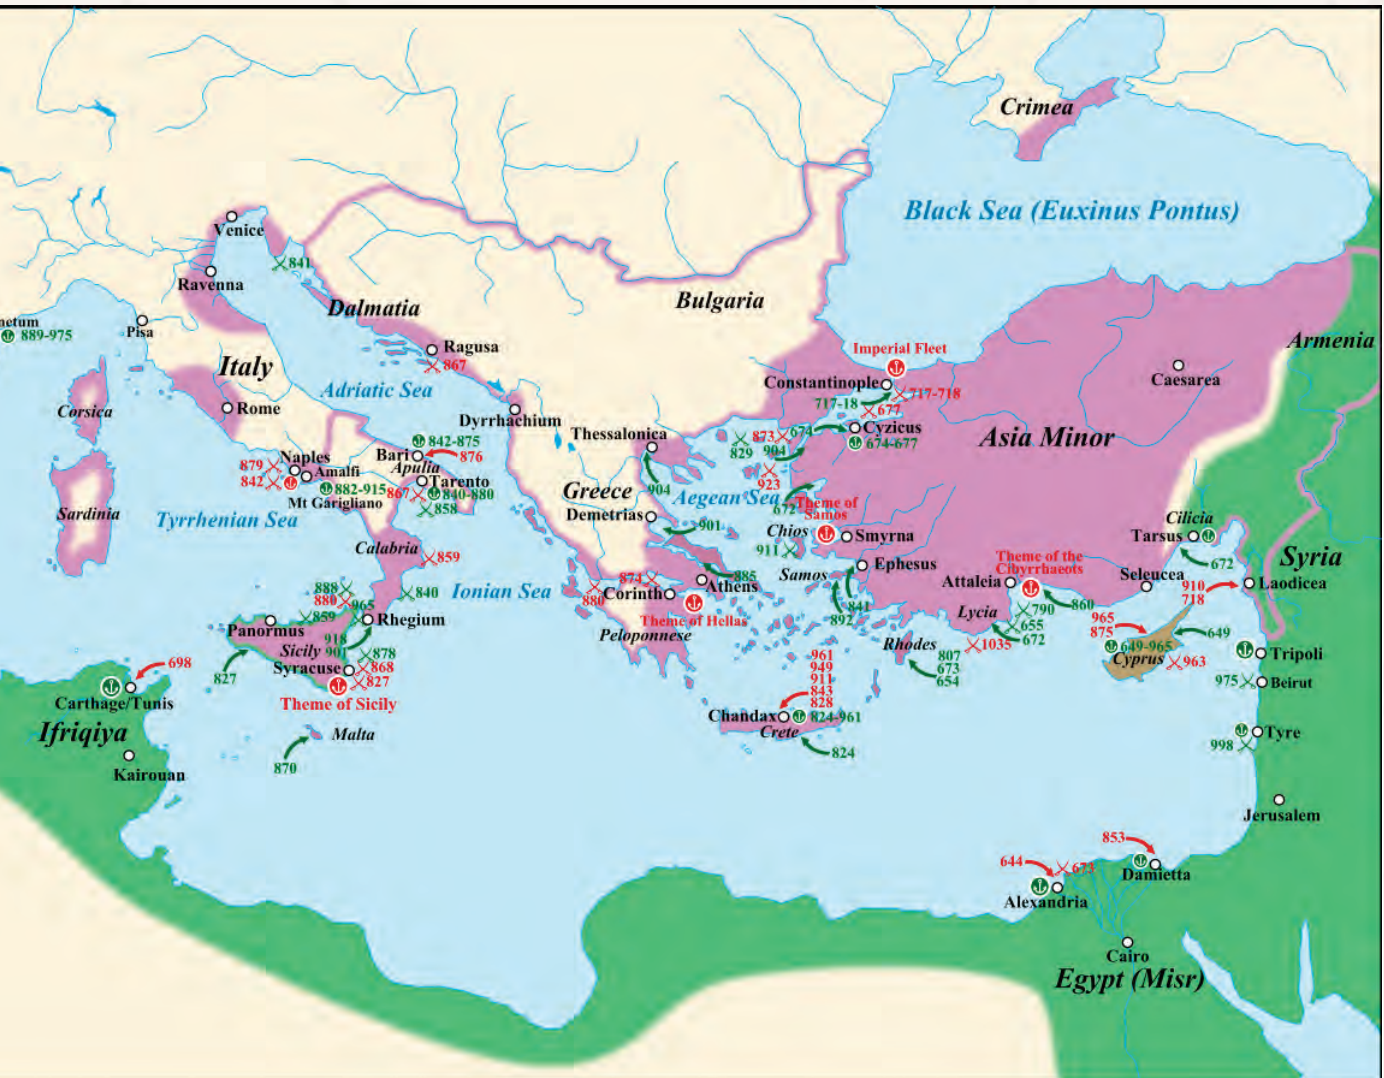 Crimea
Black Sea (Euxinus Pontus)
Venice
841
Ravenna
Dalmatia
Bulgaria
netum
889-975
Pisa
Armenia
Ragusa
867
Imperial Fleet
Italy
Adriatic Sea
Constantinople
717-18
717-718
677
Caesarea
Corsica
Rome
Dyrrhachium
Thessalonica
Cyzicus
674-677
873
674
829
904
923
Asia Minor
842-875
Bari
876
Apulia
Naples
879
842
Amalfi
882-915
Mt Garigliano
Tarento
867
840-880
858
Greece
904
Aegean Sea
672
Theme of
Samos
Sardinia
Tyrrhenian Sea
Demetrias
901
Chios
911
Smyrna
Cilicia
Tarsus
672
Syria
Calabria
859
Ephesus
Samos
841
892
Theme of the
Cibyrrhaeots
Attaleia
860
Seleucea
910
718
Laodicea
885
874
Athens
Corinth
880
Theme of Hellas
Peloponnese
Ionian Sea
888
880
965
859
840
Rhegium
Panormus
918
901
Sicily
878
Syracuse
868
827
827
Theme of Sicily
Lycia
790
655
672
1035
Rhodes
807
673
654
965
875
649
649-965
Cyprus
963
Tripoli
975
Beirut
698
Carthage/Tunis
Ifriqiya
Kairouan
Malta
870
961
949
911
843
828
Chandax
824-961
Crete
824
Tyre
998
Jerusalem
853
644
673
Damietta
Alexandria
Cairo
Egypt (Misr)